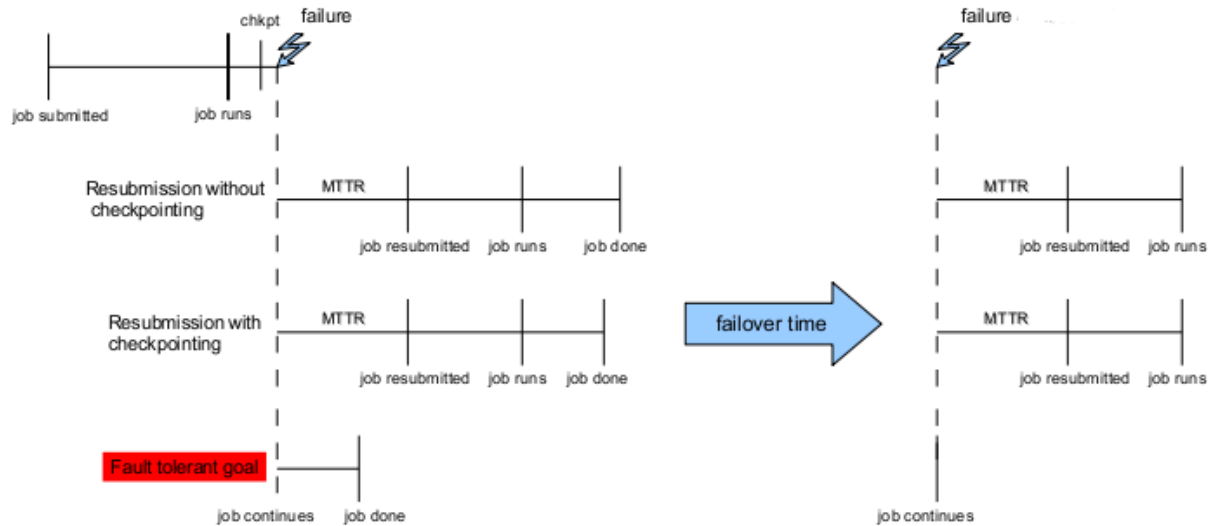 chkpt
failure
job submitted
job runs
Resubmission without
checkpointing
MTTR
job resubmitted
job runs
job done
Resubmission with
checkpointing
MTTR
job resubmitted
job runs
job done
Fault tolerant goal
job continues
job done
failover time
failure
MTTR
job resubmitted
job runs
MTTR
job resubmitted
job runs
job continues